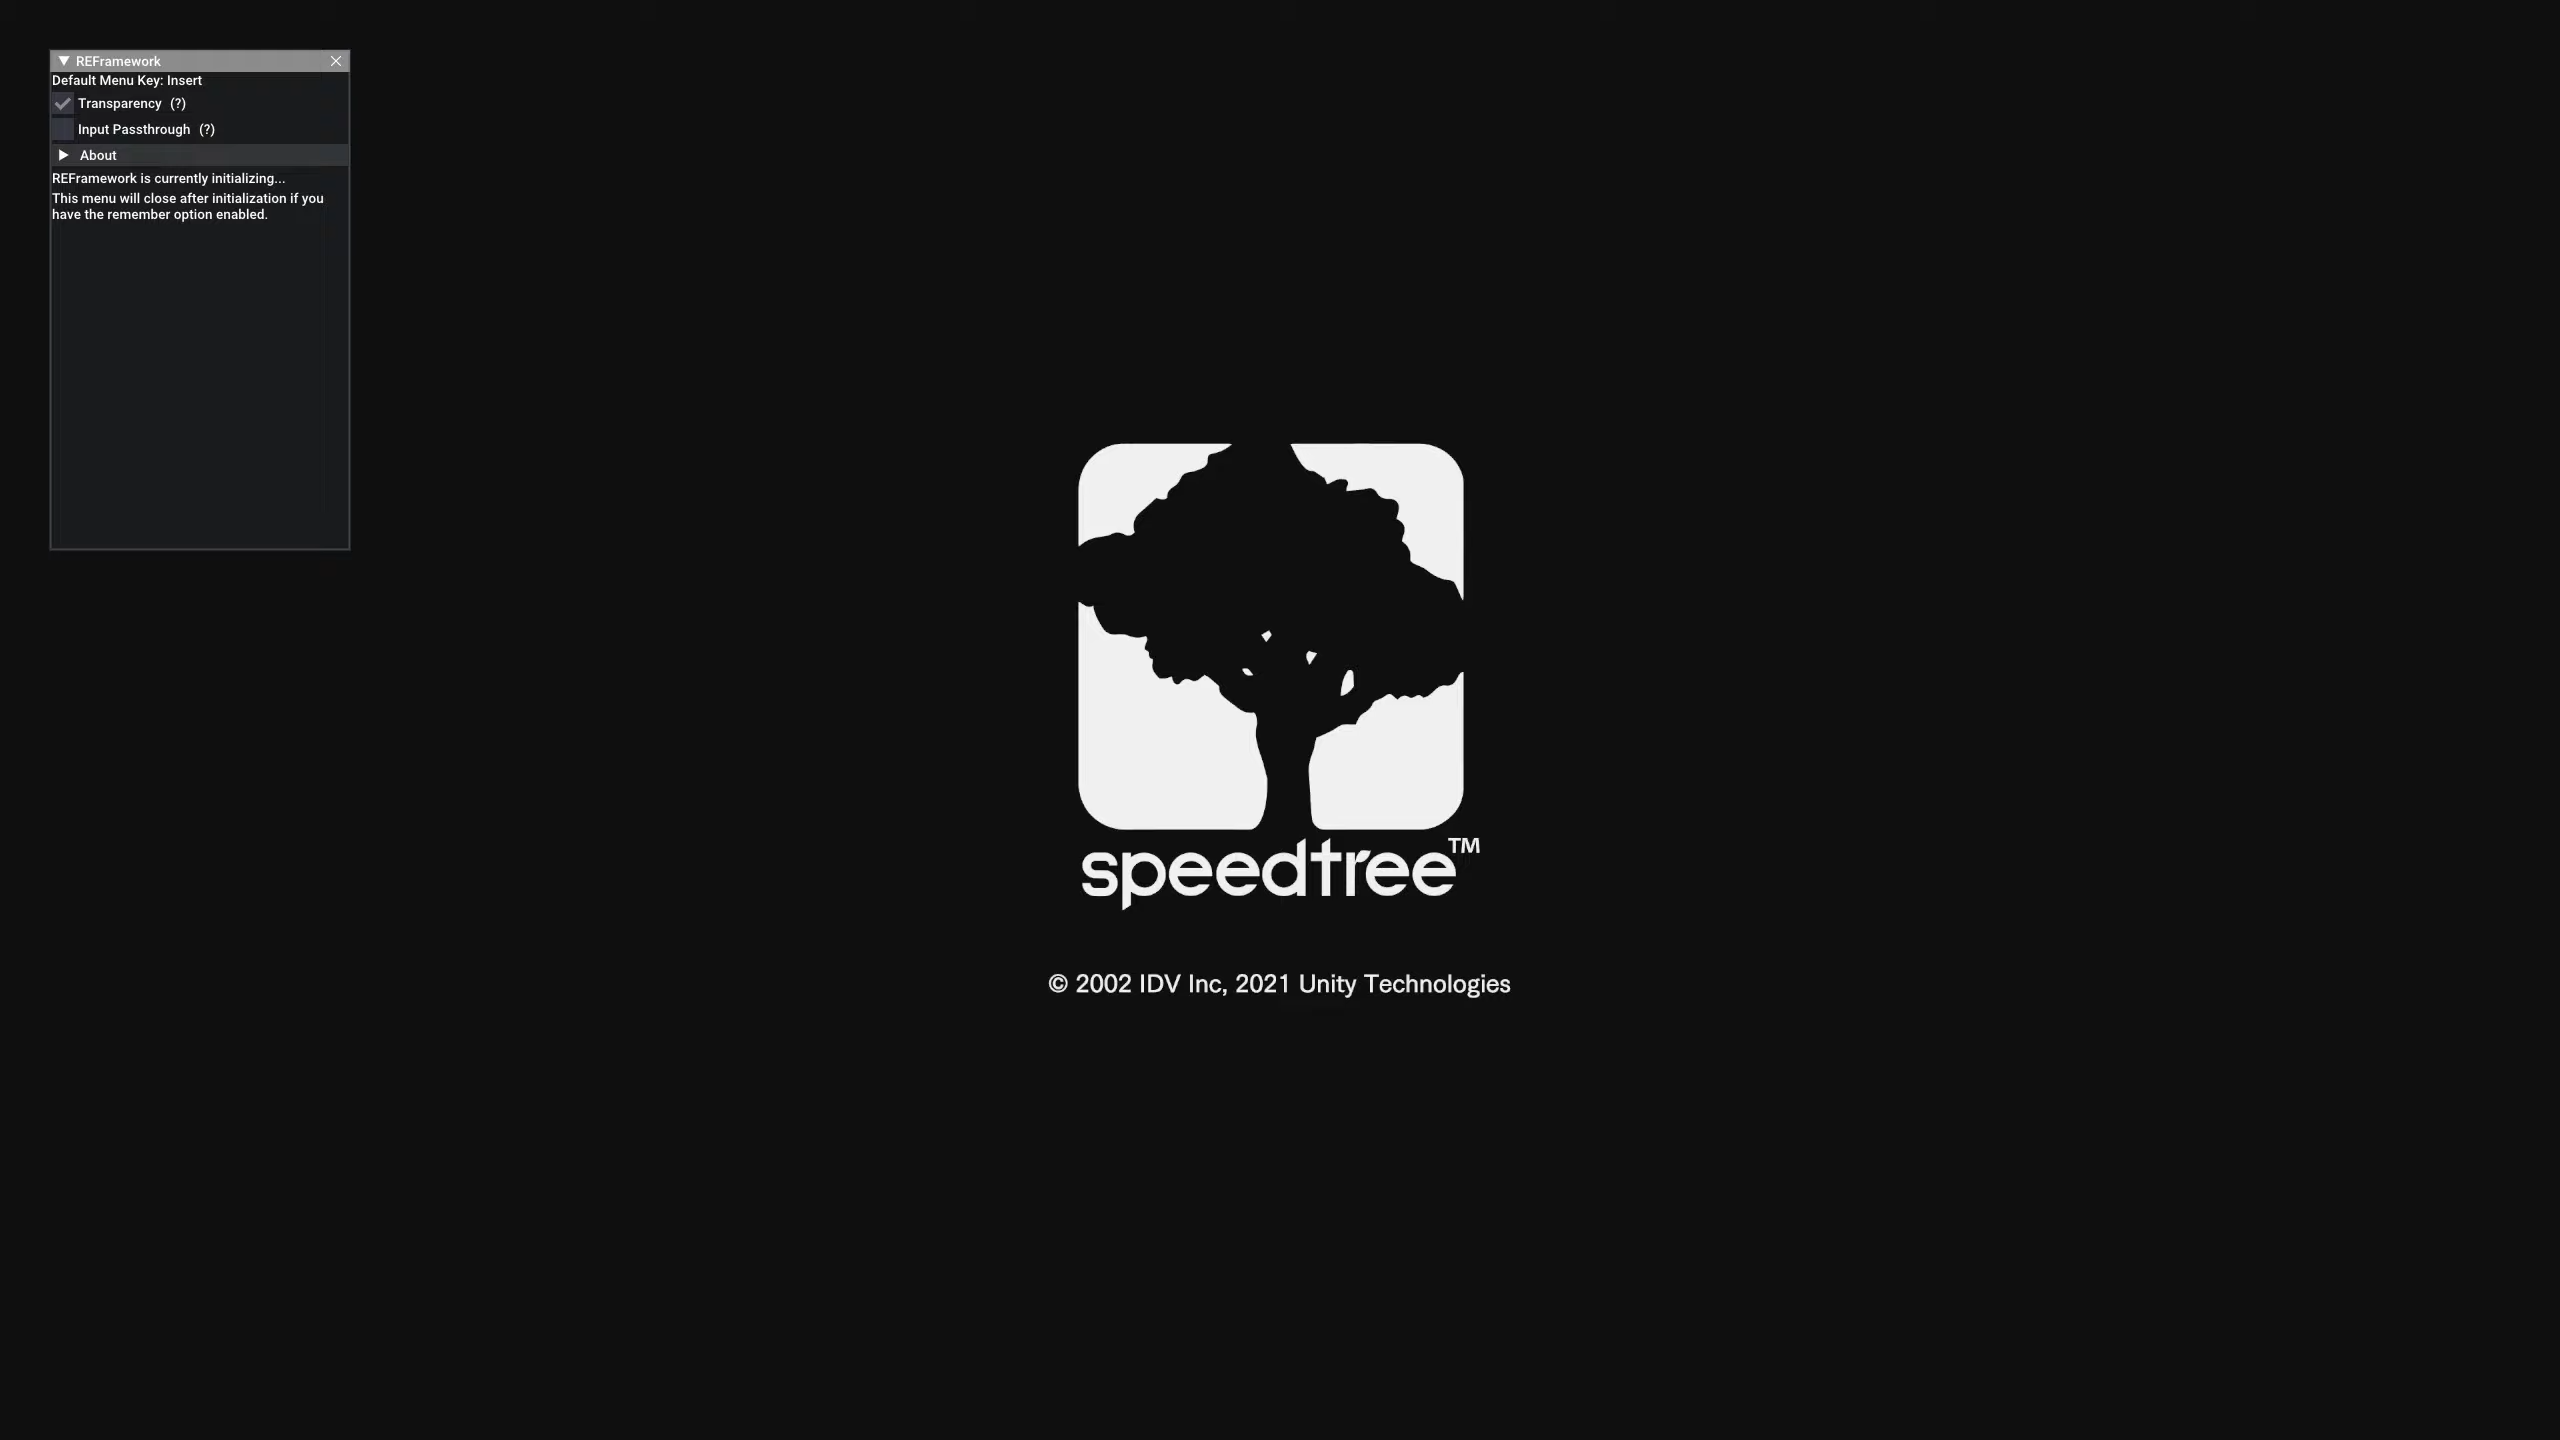 REFramework
Default Menu Key: Insert
Transparency (?)
Input Passthrough (?)
About
REFramework is currently initializing...
This menu will close after initialization if you
have the remember option enabled.
speedtree™
© 2002 IDV Inc, 2021 Unity Technologies